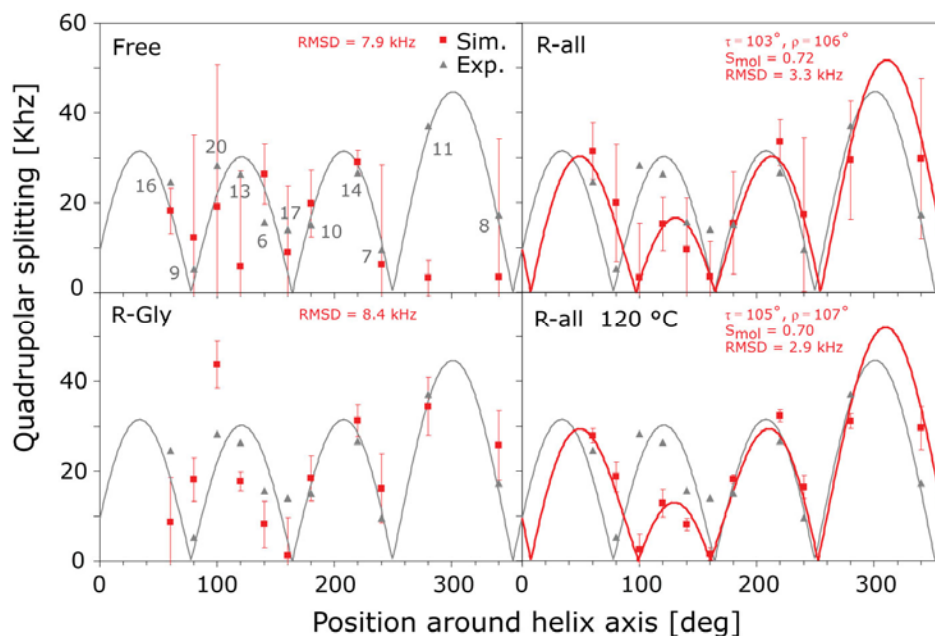 Quadrupolar splitting [Khz]
60
40
20
0
Free
RMSD = 7.9 kHz
Sim.
Exp.
16
9
20
13
6
17
10
14
7
11
8
R-all
τ=103°, ρ=106°
Smol = 0.72
RMSD = 3.3 kHz
40
20
0
R-Gly
RMSD = 8.4 kHz
R-all 120 ºC
τ=105°, ρ=107°
Smol = 0.70
RMSD = 2.9 kHz
0
100
200
300
0
100
200
300
Position around helix axis [deg]